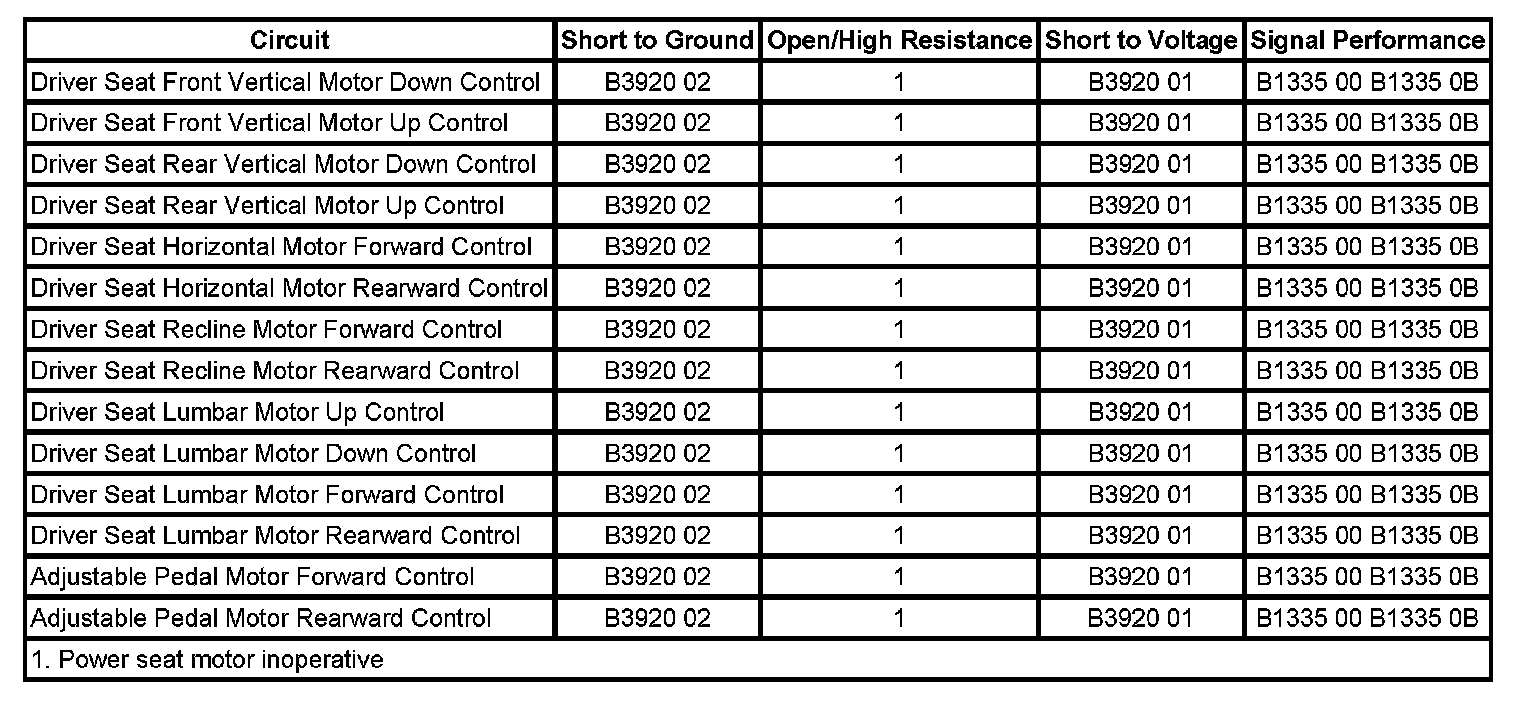 Circuit Short to Ground Open/High Resistance Short to Voltage Signal Performance
Driver Seat Front Vertical Motor Down Control B3920 02 1 B3920 01 B1335 00 B1335 0B
Driver Seat Front Vertical Motor Up Control B3920 02 1 B3920 01 B1335 00 B1335 0B
Driver Seat Rear Vertical Motor Down Control B3920 02 1 B3920 01 B1335 00 B1335 0B
Driver Seat Rear Vertical Motor Up Control B3920 02 1 B3920 01 B1335 00 B1335 0B
Driver Seat Horizontal Motor Forward Control B3920 02 1 B3920 01 B1335 00 B1335 0B
Driver Seat Horizontal Motor Rearward Control B3920 02 1 B3920 01 B1335 00 B1335 0B
Driver Seat Recline Motor Forward Control B3920 02 1 B3920 01 B1335 00 B1335 0B
Driver Seat Recline Motor Rearward Control B3920 02 1 B3920 01 B1335 00 B1335 0B
Driver Seat Lumbar Motor Up Control B3920 02 1 B3920 01 B1335 00 B1335 0B
Driver Seat Lumbar Motor Down Control B3920 02 1 B3920 01 B1335 00 B1335 0B
Driver Seat Lumbar Motor Forward Control B3920 02 1 B3920 01 B1335 00 B1335 0B
Driver Seat Lumbar Motor Rearward Control B3920 02 1 B3920 01 B1335 00 B1335 0B
Adjustable Pedal Motor Forward Control B3920 02 1 B3920 01 B1335 00 B1335 0B
Adjustable Pedal Motor Rearward Control B3920 02 1 B3920 01 B1335 00 B1335 0B
1. Power seat motor inoperative